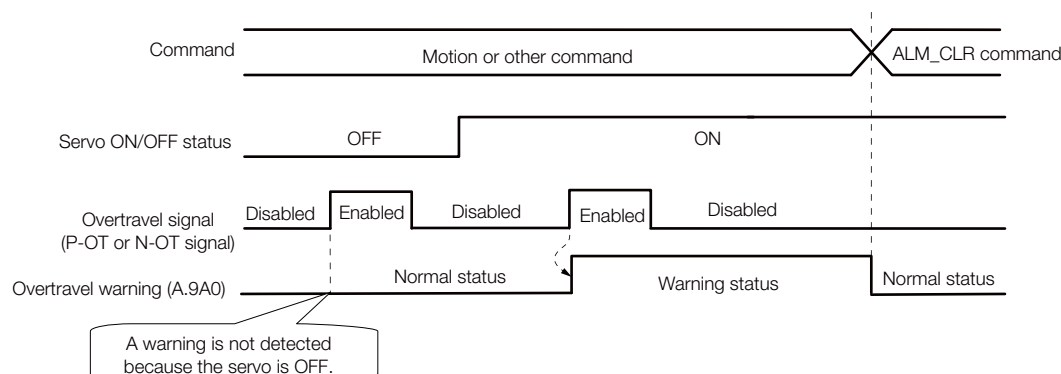 Command
Motion or other command
ALM_CLR command
Servo ON/OFF status
OFF
ON
Overtravel signal
(P-OT or N-OT signal)
Disabled
Enabled
Disabled
Enabled
Disabled
Overtravel warning (A.9A0)
Normal status
Warning status
Normal status
A warning is not detected
because the servo is OFF.